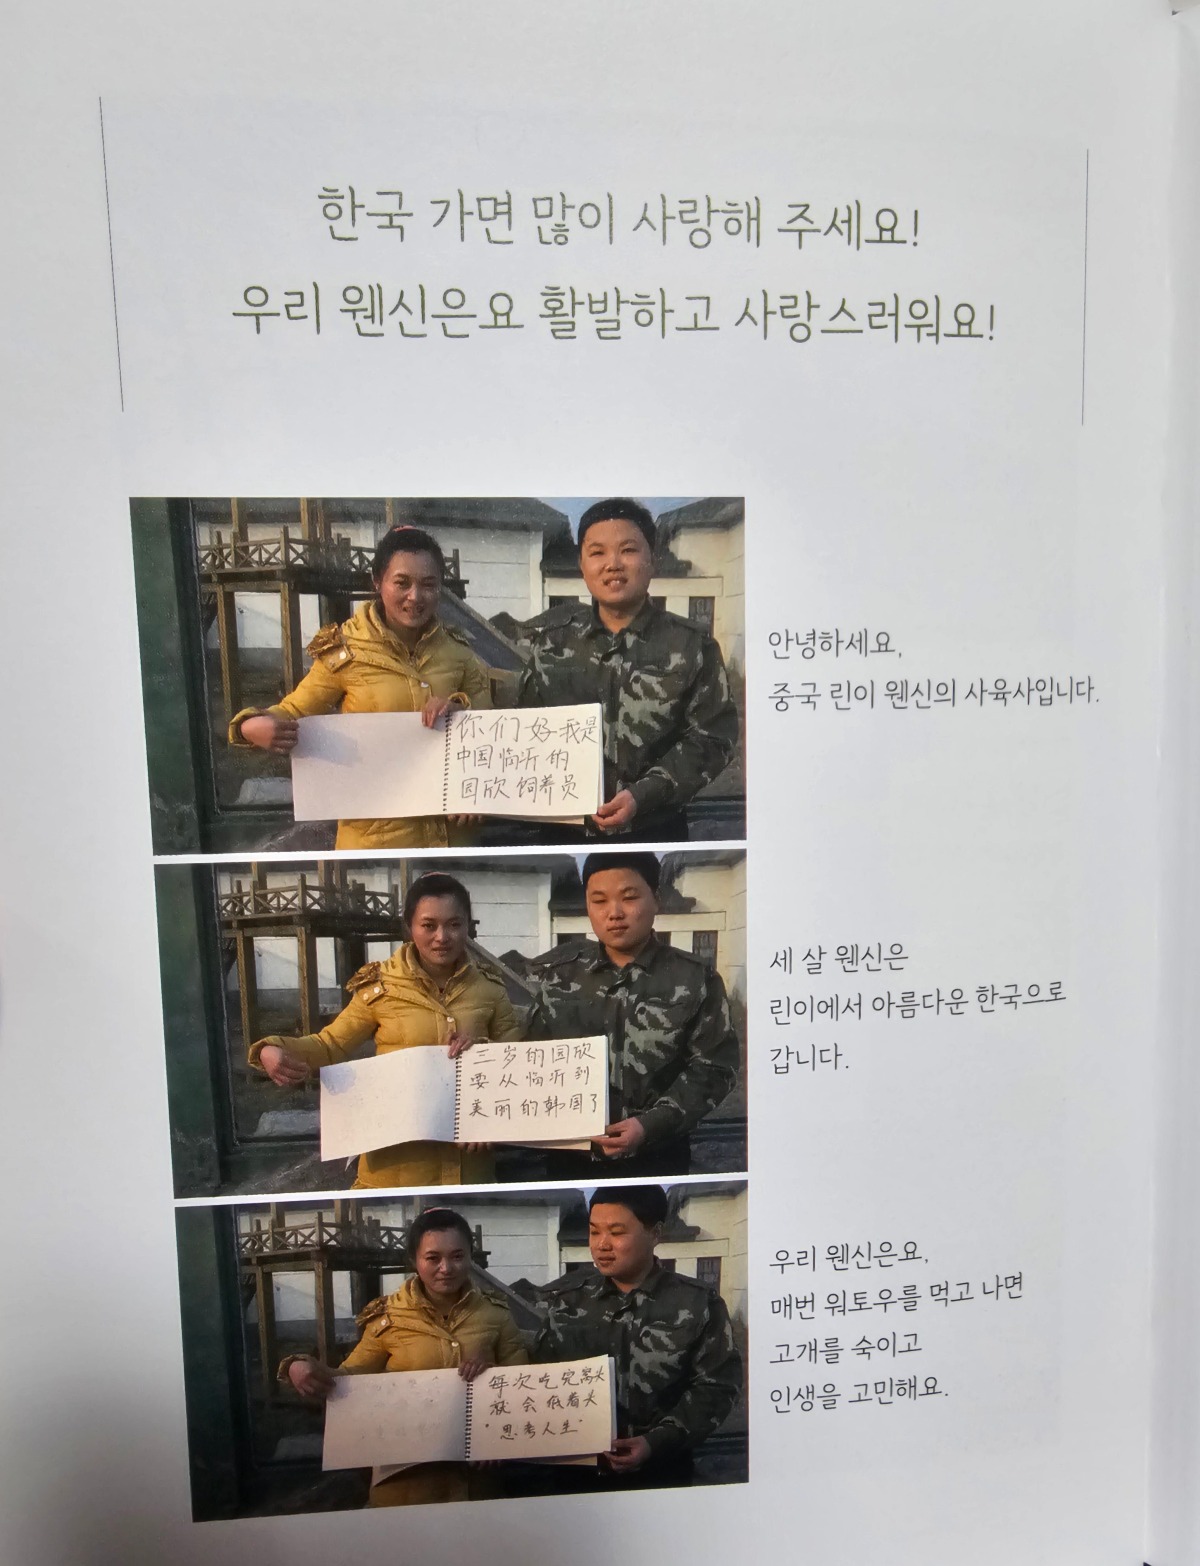 한국 가면 많이 사랑해 주세요!
우리 웬신은요 활발하고 사랑스러워요!
你们好我是
中国临沂的
园欣饲养员
안녕하세요,
중국 린이 웬신의 사육사입니다.
三岁的园欣
要从临沂到
美丽的韩国了
세 살 웬신은
린이에서 아름다운 한국으로
갑니다.
每次吃完窝头
就会低着头
"思考人生"
우리 웬신은요,
매번 워토우를 먹고 나면
고개를 숙이고
인생을 고민해요.